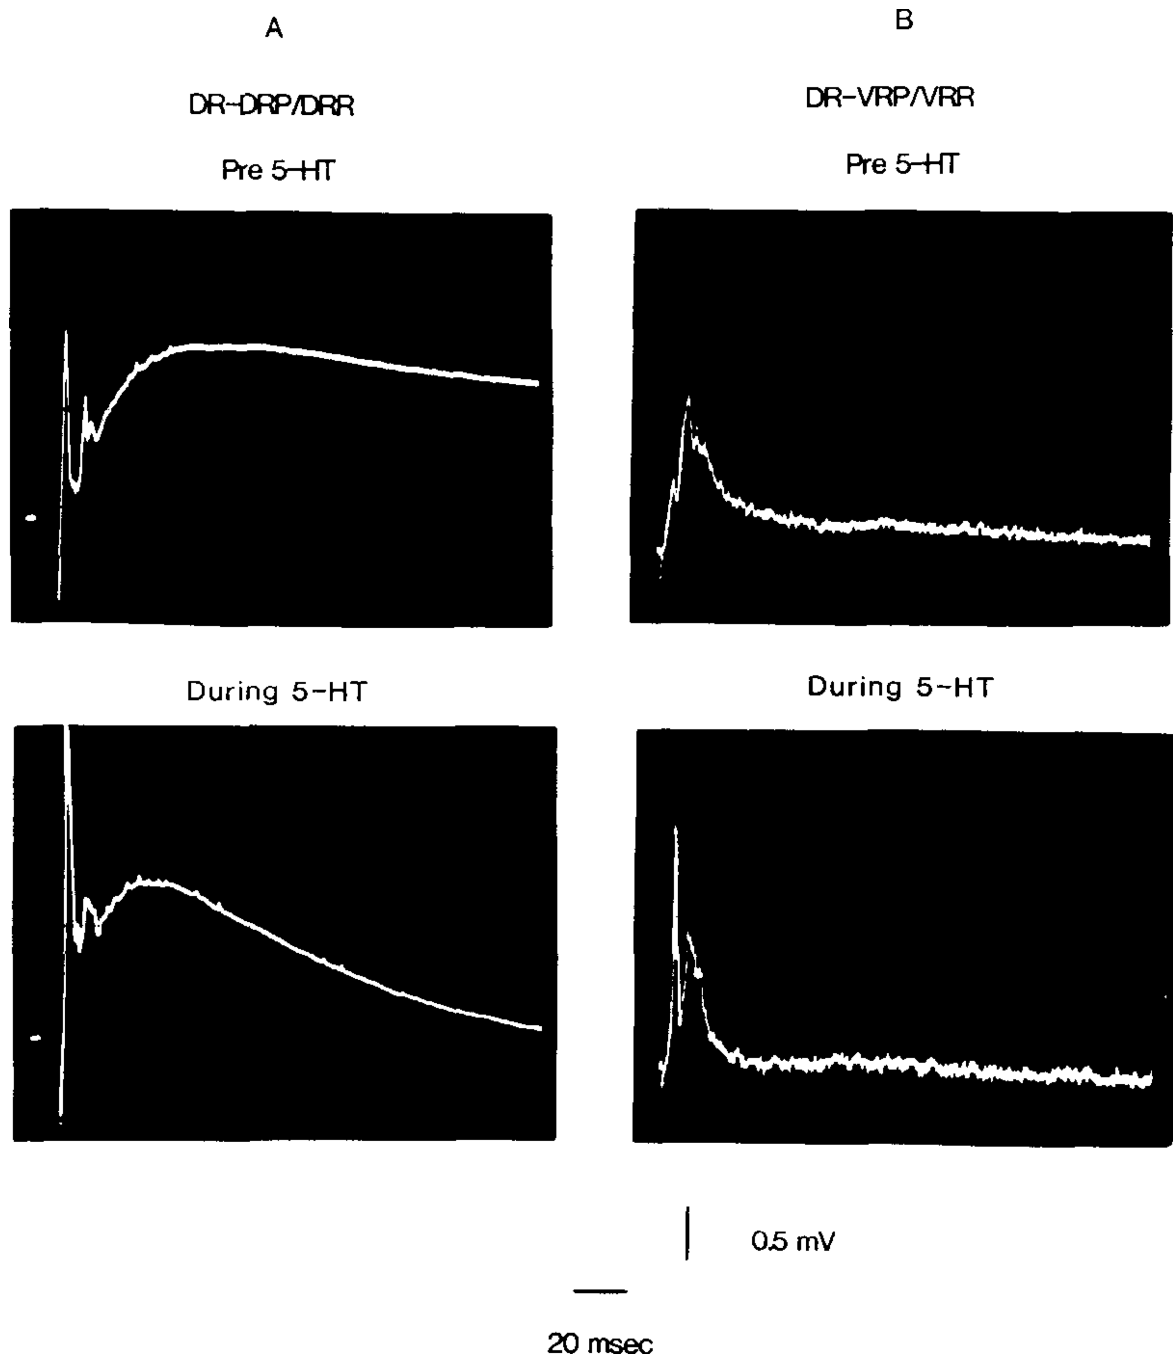 A
DR-DRP/DRR
Pre 5-HT
During 5-HT
B
DR-VRP/VRR
Pre 5-HT
During 5-HT
0.5 mV
20 msec